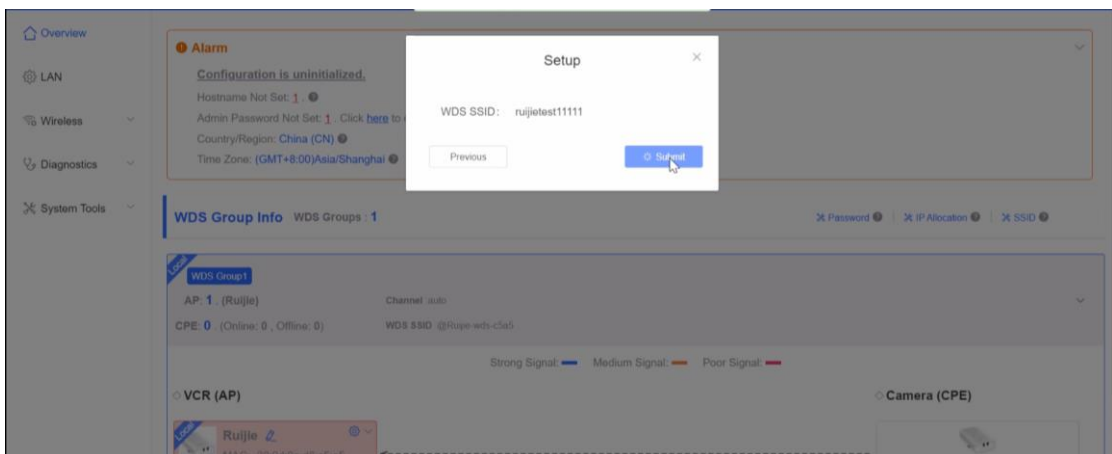 Overview
LAN
Wireless
Diagnostics
System Tools
Alarm
Configuration is uninitialized.
Hostname Not Set: 1 .
Admin Password Not Set: 1 . Click here to
Country/Region: China (CN)
Time Zone: (GMT+8:00)Asia/Shanghai
Setup
WDS SSID: ruijietest11111
Previous
Submit
WDS Group Info WDS Groups : 1
Password IP Allocation SSID
Local
WDS Group1
AP: 1 . (Ruijie)
Channel :auto
CPE: 0 . (Online: 0 , Offline: 0)
WDS SSID
Strong Signal: Medium Signal: Poor Signal:
VCR (AP)
Camera (CPE)
Local
Ruijie